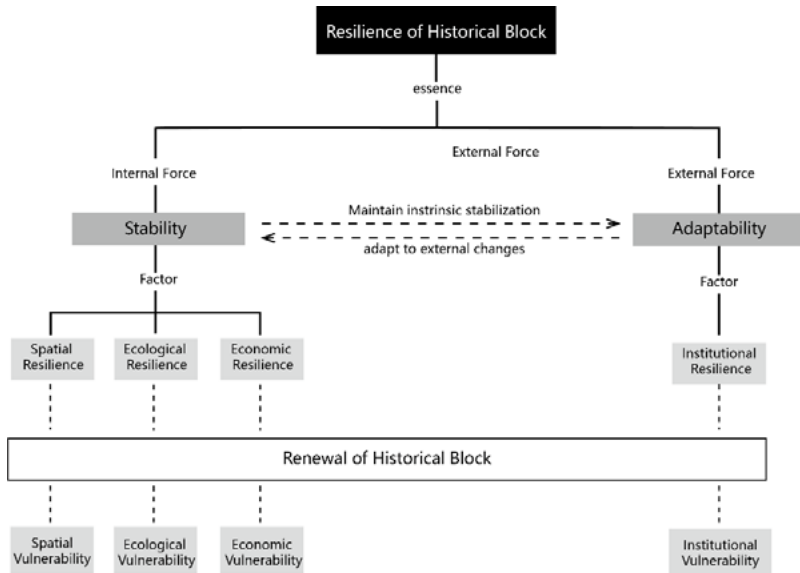 Resilience of Historical Block
essence
External Force
Internal Force
External Force
Maintain instrinsic stabilization
Stability
Adaptability
adapt to external changes
Factor
Factor
Spatial
Resilience
Ecological
Resilience
Economic
Resilience
Institutional
Resilience
Renewal of Historical Block
Spatial
Vulnerability
Ecological
Vulnerability
Economic
Vulnerability
Institutional
Vulnerability